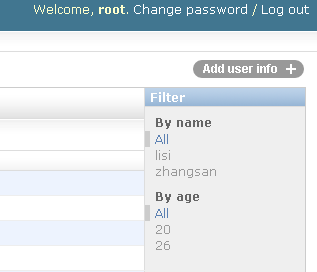 Welcome, root. Change password / Log out
Add user info +
Filter
By name
All
lisi
zhangsan
By age
All
20
26